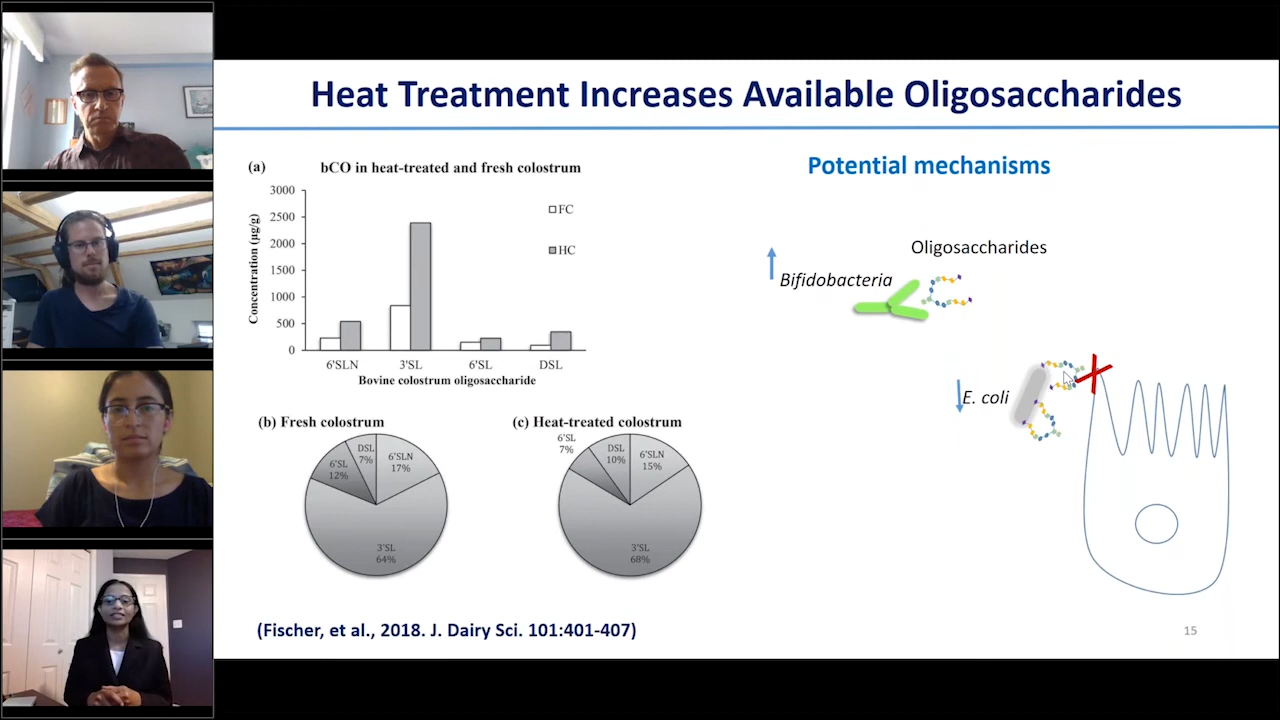 Heat Treatment Increases Available Oligosaccharides
(a)
bCO in heat-treated and fresh colostrum
Concentration (µg/g)
3000
2500
2000
1500
1000
500
0
FC
HC
6'SLN
3'SL
6'SL
DSL
Bovine colostrum oligosaccharide
(b) Fresh colostrum
DSL
7%
6'SLN
17%
6'SL
12%
3'SL
64%
(c) Heat-treated colostrum
6'SL
7%
DSL
10%
6'SLN
15%
3'SL
68%
Potential mechanisms
Oligosaccharides
Bifidobacteria
E. coli
(Fischer, et al., 2018. J. Dairy Sci. 101:401-407)
15